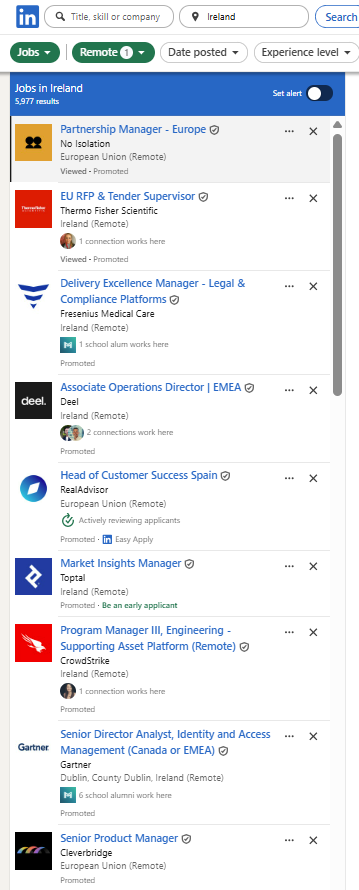 in
Title, skill or company
Ireland
Search
Jobs
Remote 1
Date posted
Experience level
Jobs in Ireland
5,977 results
Set alert
Partnership Manager - Europe
No Isolation
European Union (Remote)
Viewed · Promoted
EU RFP & Tender Supervisor
Thermo Fisher Scientific
Ireland (Remote)
1 connection works here
Viewed · Promoted
Delivery Excellence Manager - Legal &
Compliance Platforms
Fresenius Medical Care
Ireland (Remote)
1 school alum works here
Promoted
deel.
Associate Operations Director | EMEA
Deel
Ireland (Remote)
2 connections work here
Promoted
Head of Customer Success Spain
RealAdvisor
European Union (Remote)
Actively reviewing applicants
Promoted · in Easy Apply
Market Insights Manager
Toptal
Ireland (Remote)
Promoted · Be an early applicant
Program Manager III, Engineering -
Supporting Asset Platform (Remote)
CrowdStrike
Ireland (Remote)
1 connection works here
Promoted
Gartner
Senior Director Analyst, Identity and Access
Management (Canada or EMEA)
Gartner
Dublin, County Dublin, Ireland (Remote)
6 school alumni work here
Promoted
Senior Product Manager
Cleverbridge
European Union (Remote)
Promoted